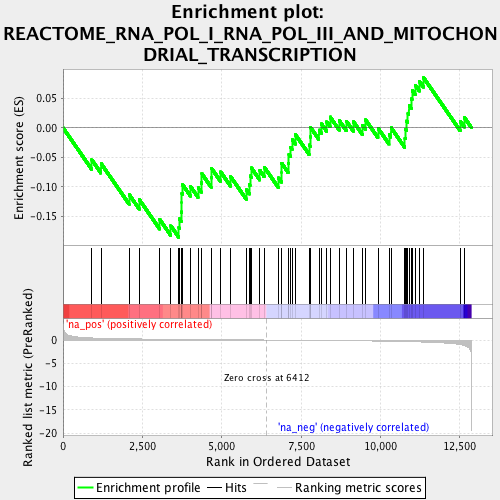 Enrichment plot:
REACTOME_RNA_POL_I_RNA_POL_III_AND_MITOCHON
DRIAL_TRANSCRIPTION
Enrichment score (ES)
0.05
0.00
-0.05
-0.10
-0.15
'na_pos' (positively correlated)
Ranked list metric (PreRanked)
0
-5
-10
-15
-20
Zero cross at 6412
'na_neg' (negatively correlated)
0
2,500
5,000
7,500
10,000
12,500
Rank in Ordered Dataset
Enrichment profile
Hits
Ranking metric scores